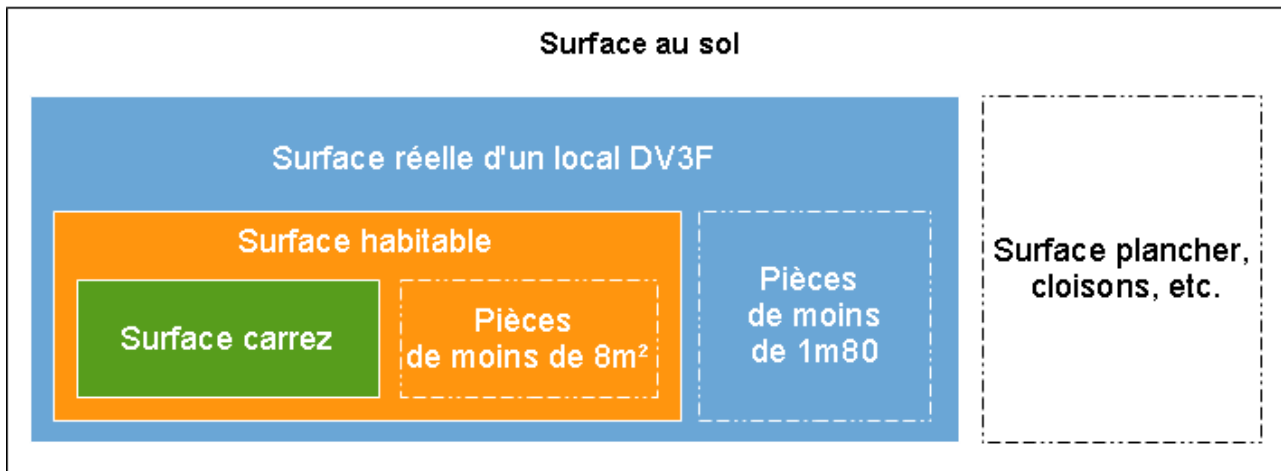 Surface au sol
Surface réelle d'un local DV3F
Surface habitable
Surface carrez
Pièces
de moins de 8m²
Pièces
de moins
de 1m80
Surface plancher,
cloisons, etc.